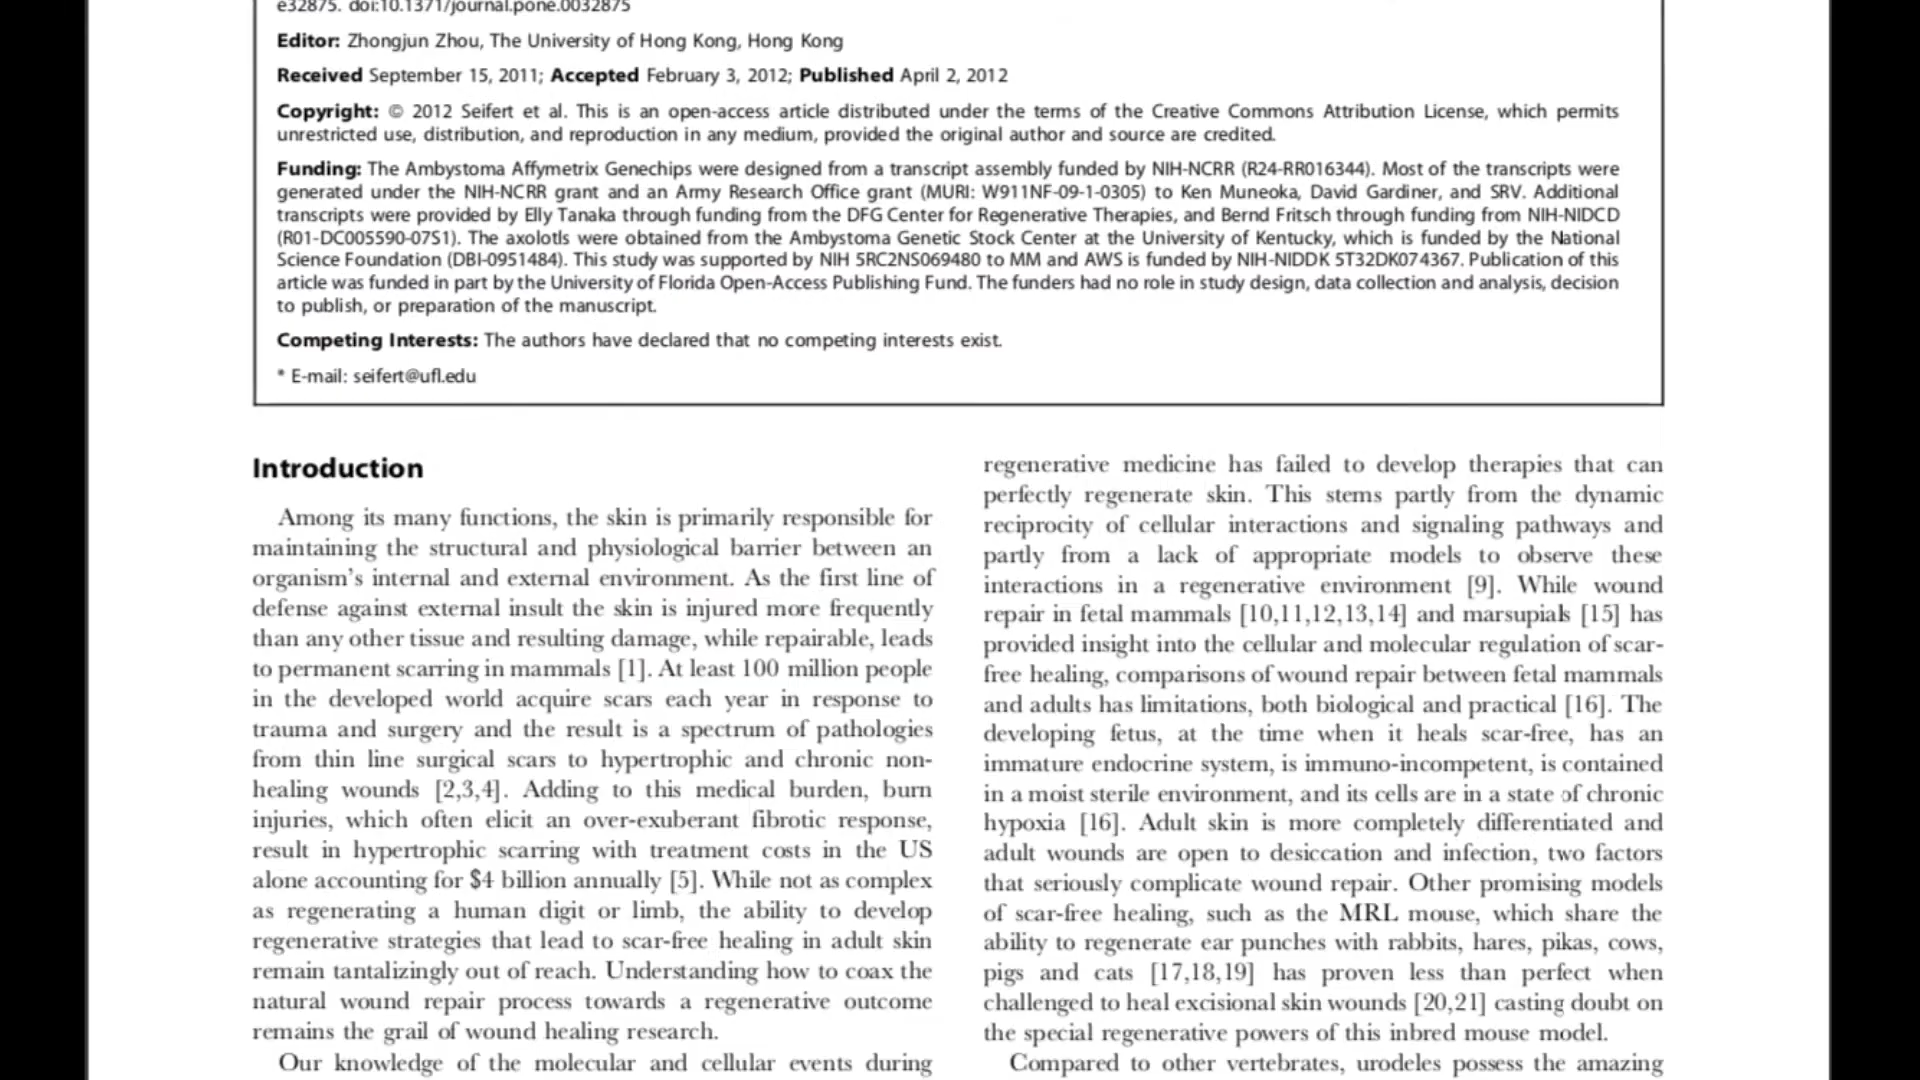 e32875. doi:10.1371/journal.pone.0032875
Editor: Zhongjun Zhou, The University of Hong Kong, Hong Kong
Received September 15, 2011; Accepted February 3, 2012; Published April 2, 2012
Copyright: © 2012 Seifert et al. This is an open-access article distributed under the terms of the Creative Commons Attribution License, which permits
unrestricted use, distribution, and reproduction in any medium, provided the original author and source are credited.
Funding: The Ambystoma Affymetrix Genechips were designed from a transcript assembly funded by NIH-NCRR (R24-RR016344). Most of the transcripts were
generated under the NIH-NCRR grant and an Army Research Office grant (MURI: W911NF-09-1-0305) to Ken Muneoka, David Gardiner, and SRV. Additional
transcripts were provided by Elly Tanaka through funding from the DFG Center for Regenerative Therapies, and Bernd Fritsch through funding from NIH-NIDCD
(R01-DC005590-07S1). The axolotls were obtained from the Ambystoma Genetic Stock Center at the University of Kentucky, which is funded by the National
Science Foundation (DBI-0951484). This study was supported by NIH 5RC2NS069480 to MM and AWS is funded by NIH-NIDDK 5T32DK074367. Publication of this
article was funded in part by the University of Florida Open-Access Publishing Fund. The funders had no role in study design, data collection and analysis, decision
to publish, or preparation of the manuscript.
Competing Interests: The authors have declared that no competing interests exist.
* E-mail: seifert@ufl.edu
Introduction
Among its many functions, the skin is primarily responsible for
maintaining the structural and physiological barrier between an
organism's internal and external environment. As the first line of
defense against external insult the skin is injured more frequently
than any other tissue and resulting damage, while repairable, leads
to permanent scarring in mammals [1]. At least 100 million people
in the developed world acquire scars each year in response to
trauma and surgery and the result is a spectrum of pathologies
from thin line surgical scars to hypertrophic and chronic non-
healing wounds [2,3,4]. Adding to this medical burden, burn
injuries, which often elicit an over-exuberant fibrotic response,
result in hypertrophic scarring with treatment costs in the US
alone accounting for $4 billion annually [5]. While not as complex
as regenerating a human digit or limb, the ability to develop
regenerative strategies that lead to scar-free healing in adult skin
remain tantalizingly out of reach. Understanding how to coax the
natural wound repair process towards a regenerative outcome
remains the grail of wound healing research.
Our knowledge of the molecular and cellular events during
regenerative medicine has failed to develop therapies that can
perfectly regenerate skin. This stems partly from the dynamic
reciprocity of cellular interactions and signaling pathways and
partly from a lack of appropriate models to observe these
interactions in a regenerative environment [9]. While wound
repair in fetal mammals [10,11,12,13,14] and marsupials [15] has
provided insight into the cellular and molecular regulation of scar-
free healing, comparisons of wound repair between fetal mammals
and adults has limitations, both biological and practical [16]. The
developing fetus, at the time when it heals scar-free, has an
immature endocrine system, is immuno-incompetent, is contained
in a moist sterile environment, and its cells are in a state of chronic
hypoxia [16]. Adult skin is more completely differentiated and
adult wounds are open to desiccation and infection, two factors
that seriously complicate wound repair. Other promising models
of scar-free healing, such as the MRL mouse, which share the
ability to regenerate ear punches with rabbits, hares, pikas, cows,
pigs and cats [17,18,19] has proven less than perfect when
challenged to heal excisional skin wounds [20,21] casting doubt on
the special regenerative powers of this inbred mouse model.
Compared to other vertebrates, urodeles possess the amazing